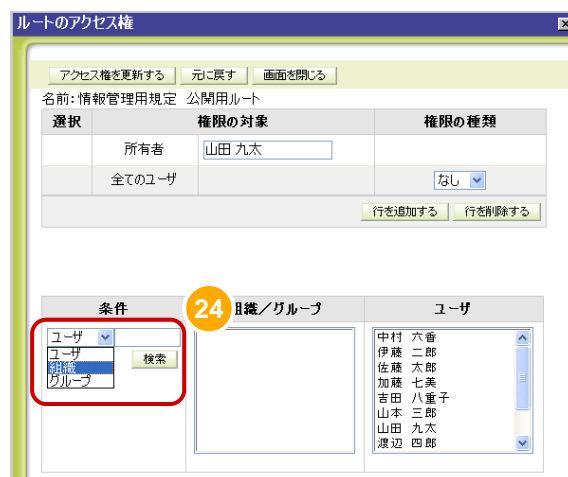 ルートのアクセス権
アクセス権を更新する 元に戻す 画面を閉じる
名前:情報管理用規定 公開用ルート
選択 権限の対象 権限の種類
所有者 山田 九太
全てのユーザ なし
行を追加する 行を削除する
条件 24 組織/グループ ユーザ
ユーザ
ユーザ
組織
グループ
検索
中村 六香
伊藤 二郎
佐藤 太郎
加藤 七美
吉田 八重子
山本 三郎
山田 九太
渡辺 四郎